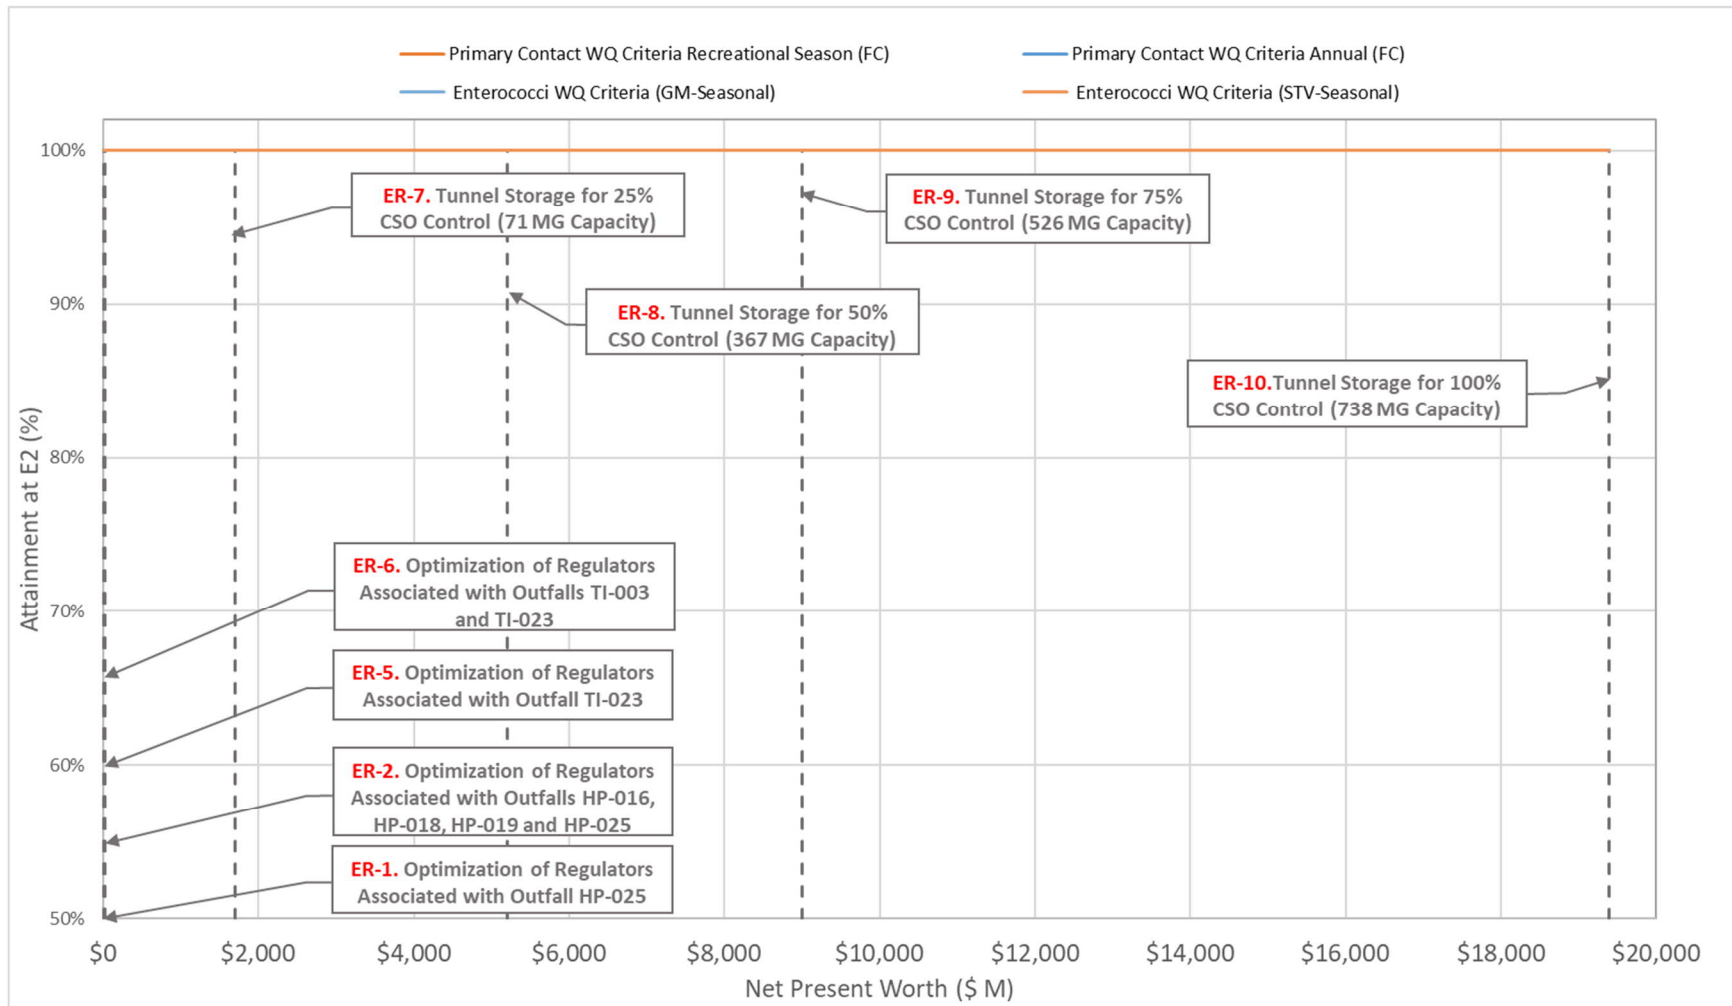 Primary Contact WQ Criteria Recreational Season (FC)
Primary Contact WQ Criteria Annual (FC)
Enterococci WQ Criteria (GM-Seasonal)
Enterococci WQ Criteria (STV-Seasonal)
100%
90%
80%
70%
60%
50%
Attainment at E2 (%)
ER-7. Tunnel Storage for 25%
CSO Control (71 MG Capacity)
ER-9. Tunnel Storage for 75%
CSO Control (526 MG Capacity)
ER-8. Tunnel Storage for 50%
CSO Control (367 MG Capacity)
ER-10.Tunnel Storage for 100%
CSO Control (738 MG Capacity)
ER-6. Optimization of Regulators
Associated with Outfalls TI-003
and TI-023
ER-5. Optimization of Regulators
Associated with Outfall TI-023
ER-2. Optimization of Regulators
Associated with Outfalls HP-016,
HP-018, HP-019 and HP-025
ER-1. Optimization of Regulators
Associated with Outfall HP-025
$0
$2,000
$4,000
$6,000
$8,000
$10,000
$12,000
$14,000
$16,000
$18,000
$20,000
Net Present Worth ($ M)